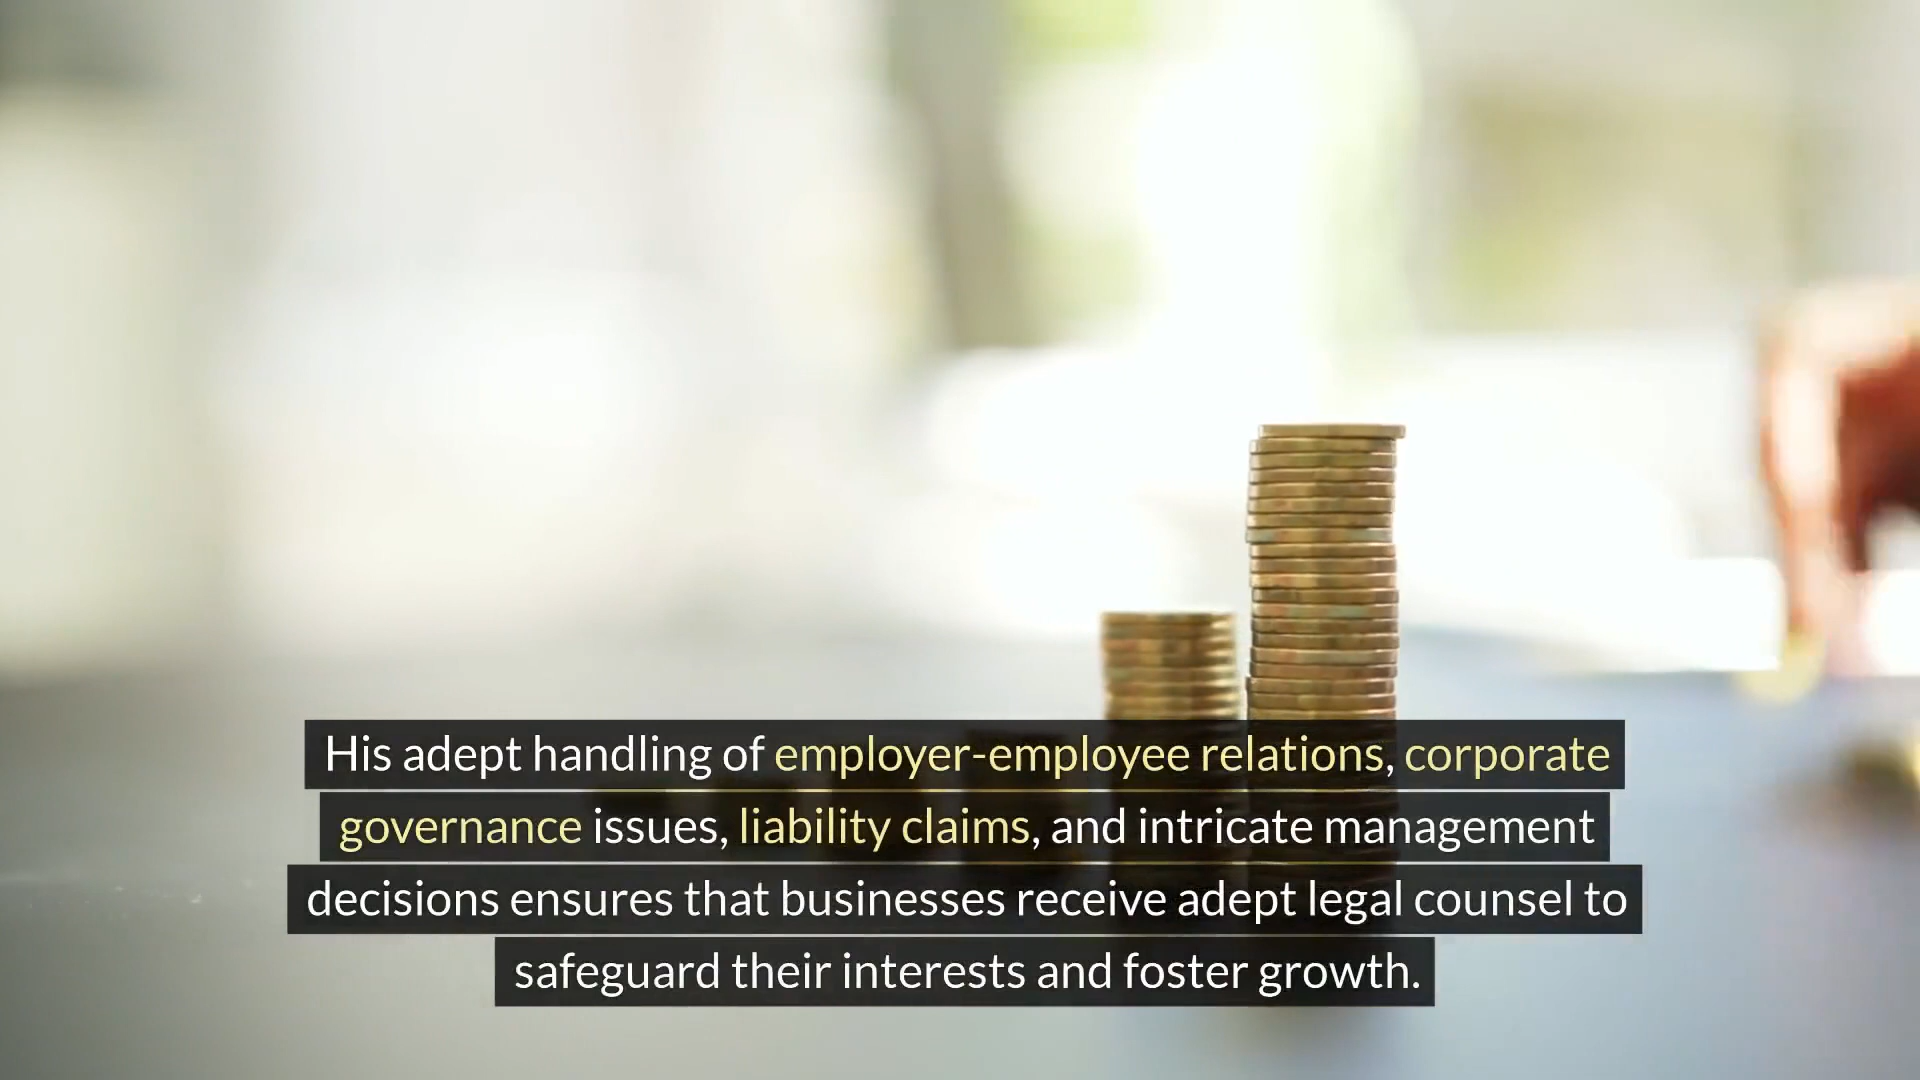 His adept handling of employer-employee relations, corporate
governance issues, liability claims, and intricate management
decisions ensures that businesses receive adept legal counsel to
safeguard their interests and foster growth.